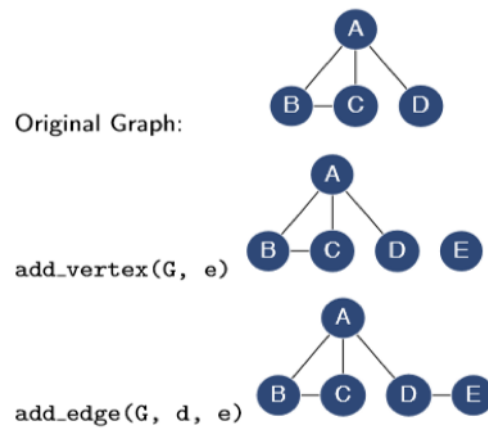 A
B C D
Original Graph:
A
B C D E
add_vertex(G, e)
A
B C D E
add_edge(G, d, e)